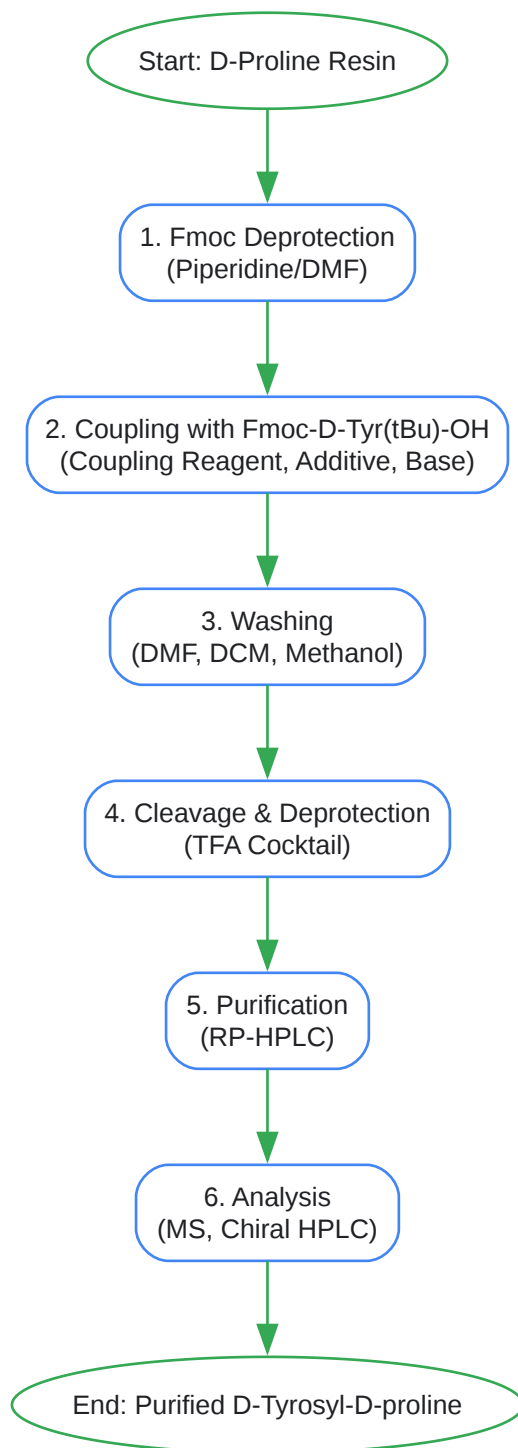 Start: D-Proline Resin
1. Fmoc Deprotection
(Piperidine/DMF)
2. Coupling with Fmoc-D-Tyr(tBu)-OH
(Coupling Reagent, Additive, Base)
3. Washing
(DMF, DCM, Methanol)
4. Cleavage & Deprotection
(TFA Cocktail)
5. Purification
(RP-HPLC)
6. Analysis
(MS, Chiral HPLC)
End: Purified D-Tyrosyl-D-proline